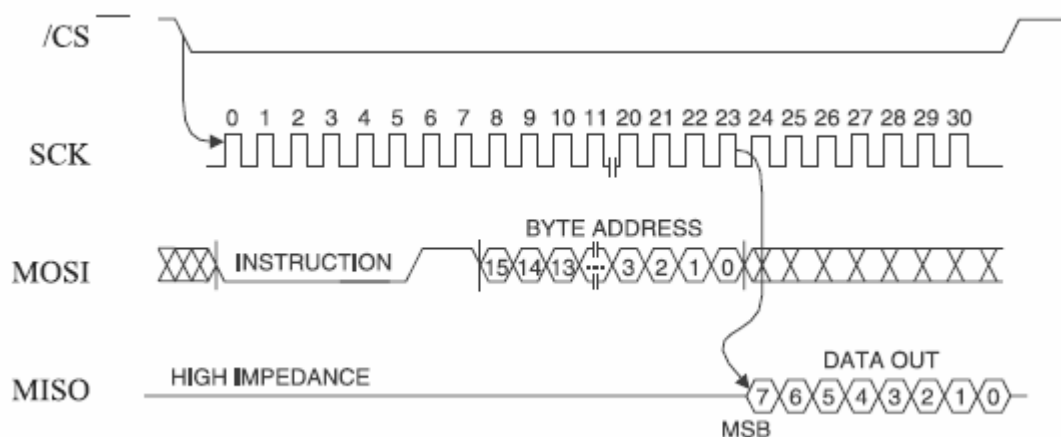 /CS
0 1 2 3 4 5 6 7 8 9 10 11 20 21 22 23 24 25 26 27 28 29 30
SCK
BYTE ADDRESS
MOSI INSTRUCTION 15 14 13 ... 3 2 1 0
DATA OUT
MISO HIGH IMPEDANCE 7 6 5 4 3 2 1 0
MSB